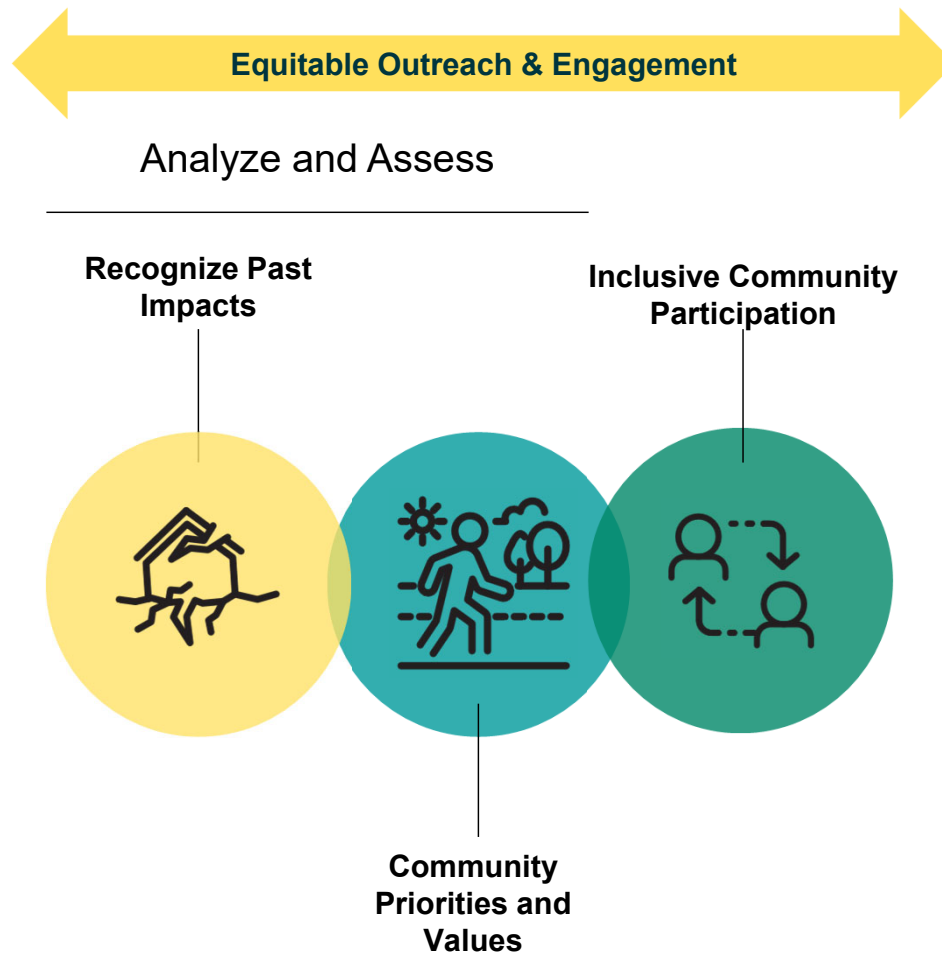 Equitable Outreach & Engagement
Analyze and Assess
Recognize Past
Impacts
Inclusive Community
Participation
Community
Priorities and
Values